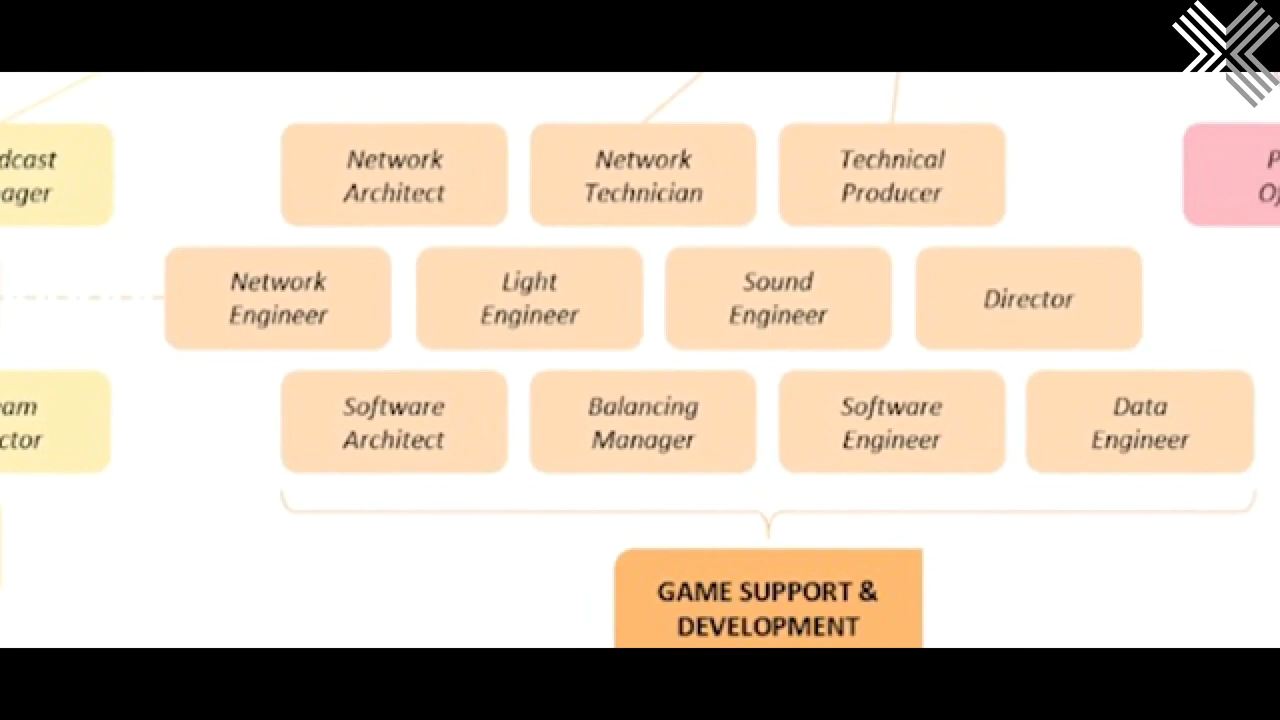 Network
Architect
Network
Technician
Technical
Producer
Network
Engineer
Light
Engineer
Sound
Engineer
Director
Software
Architect
Balancing
Manager
Software
Engineer
Data
Engineer
GAME SUPPORT &
DEVELOPMENT